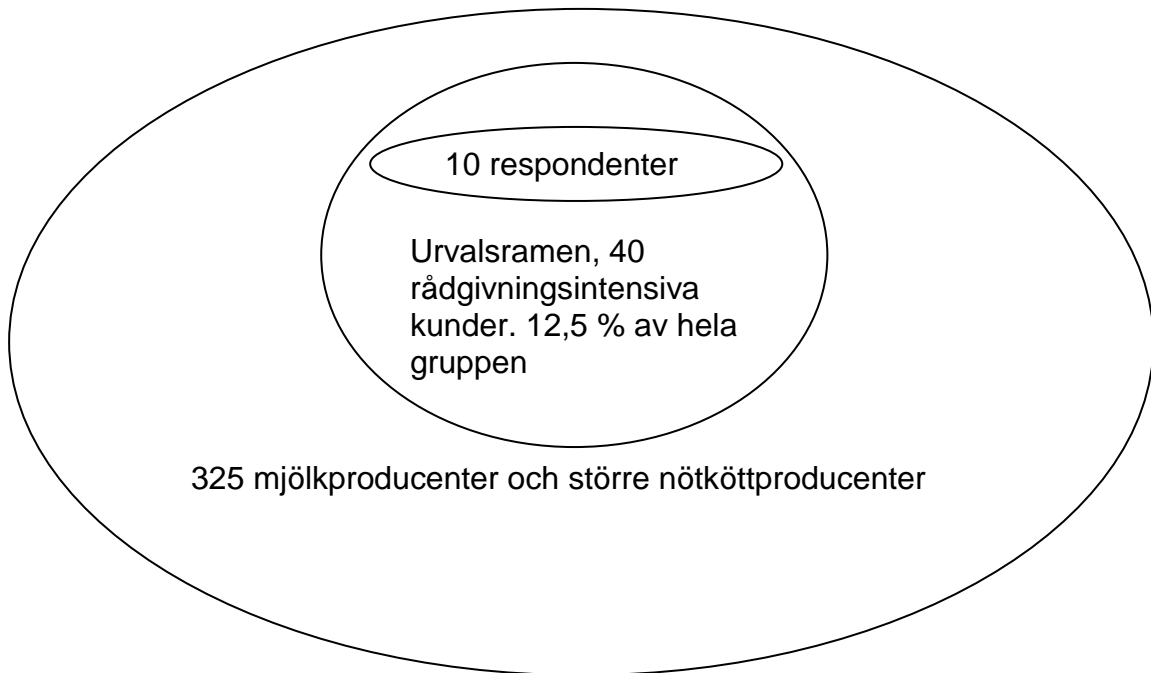 10 respondenter
Urvalsramen, 40
rådgivningsintensiva
kunder. 12,5 % av hela
gruppen
325 mjölkproducenter och större nötköttproducenter